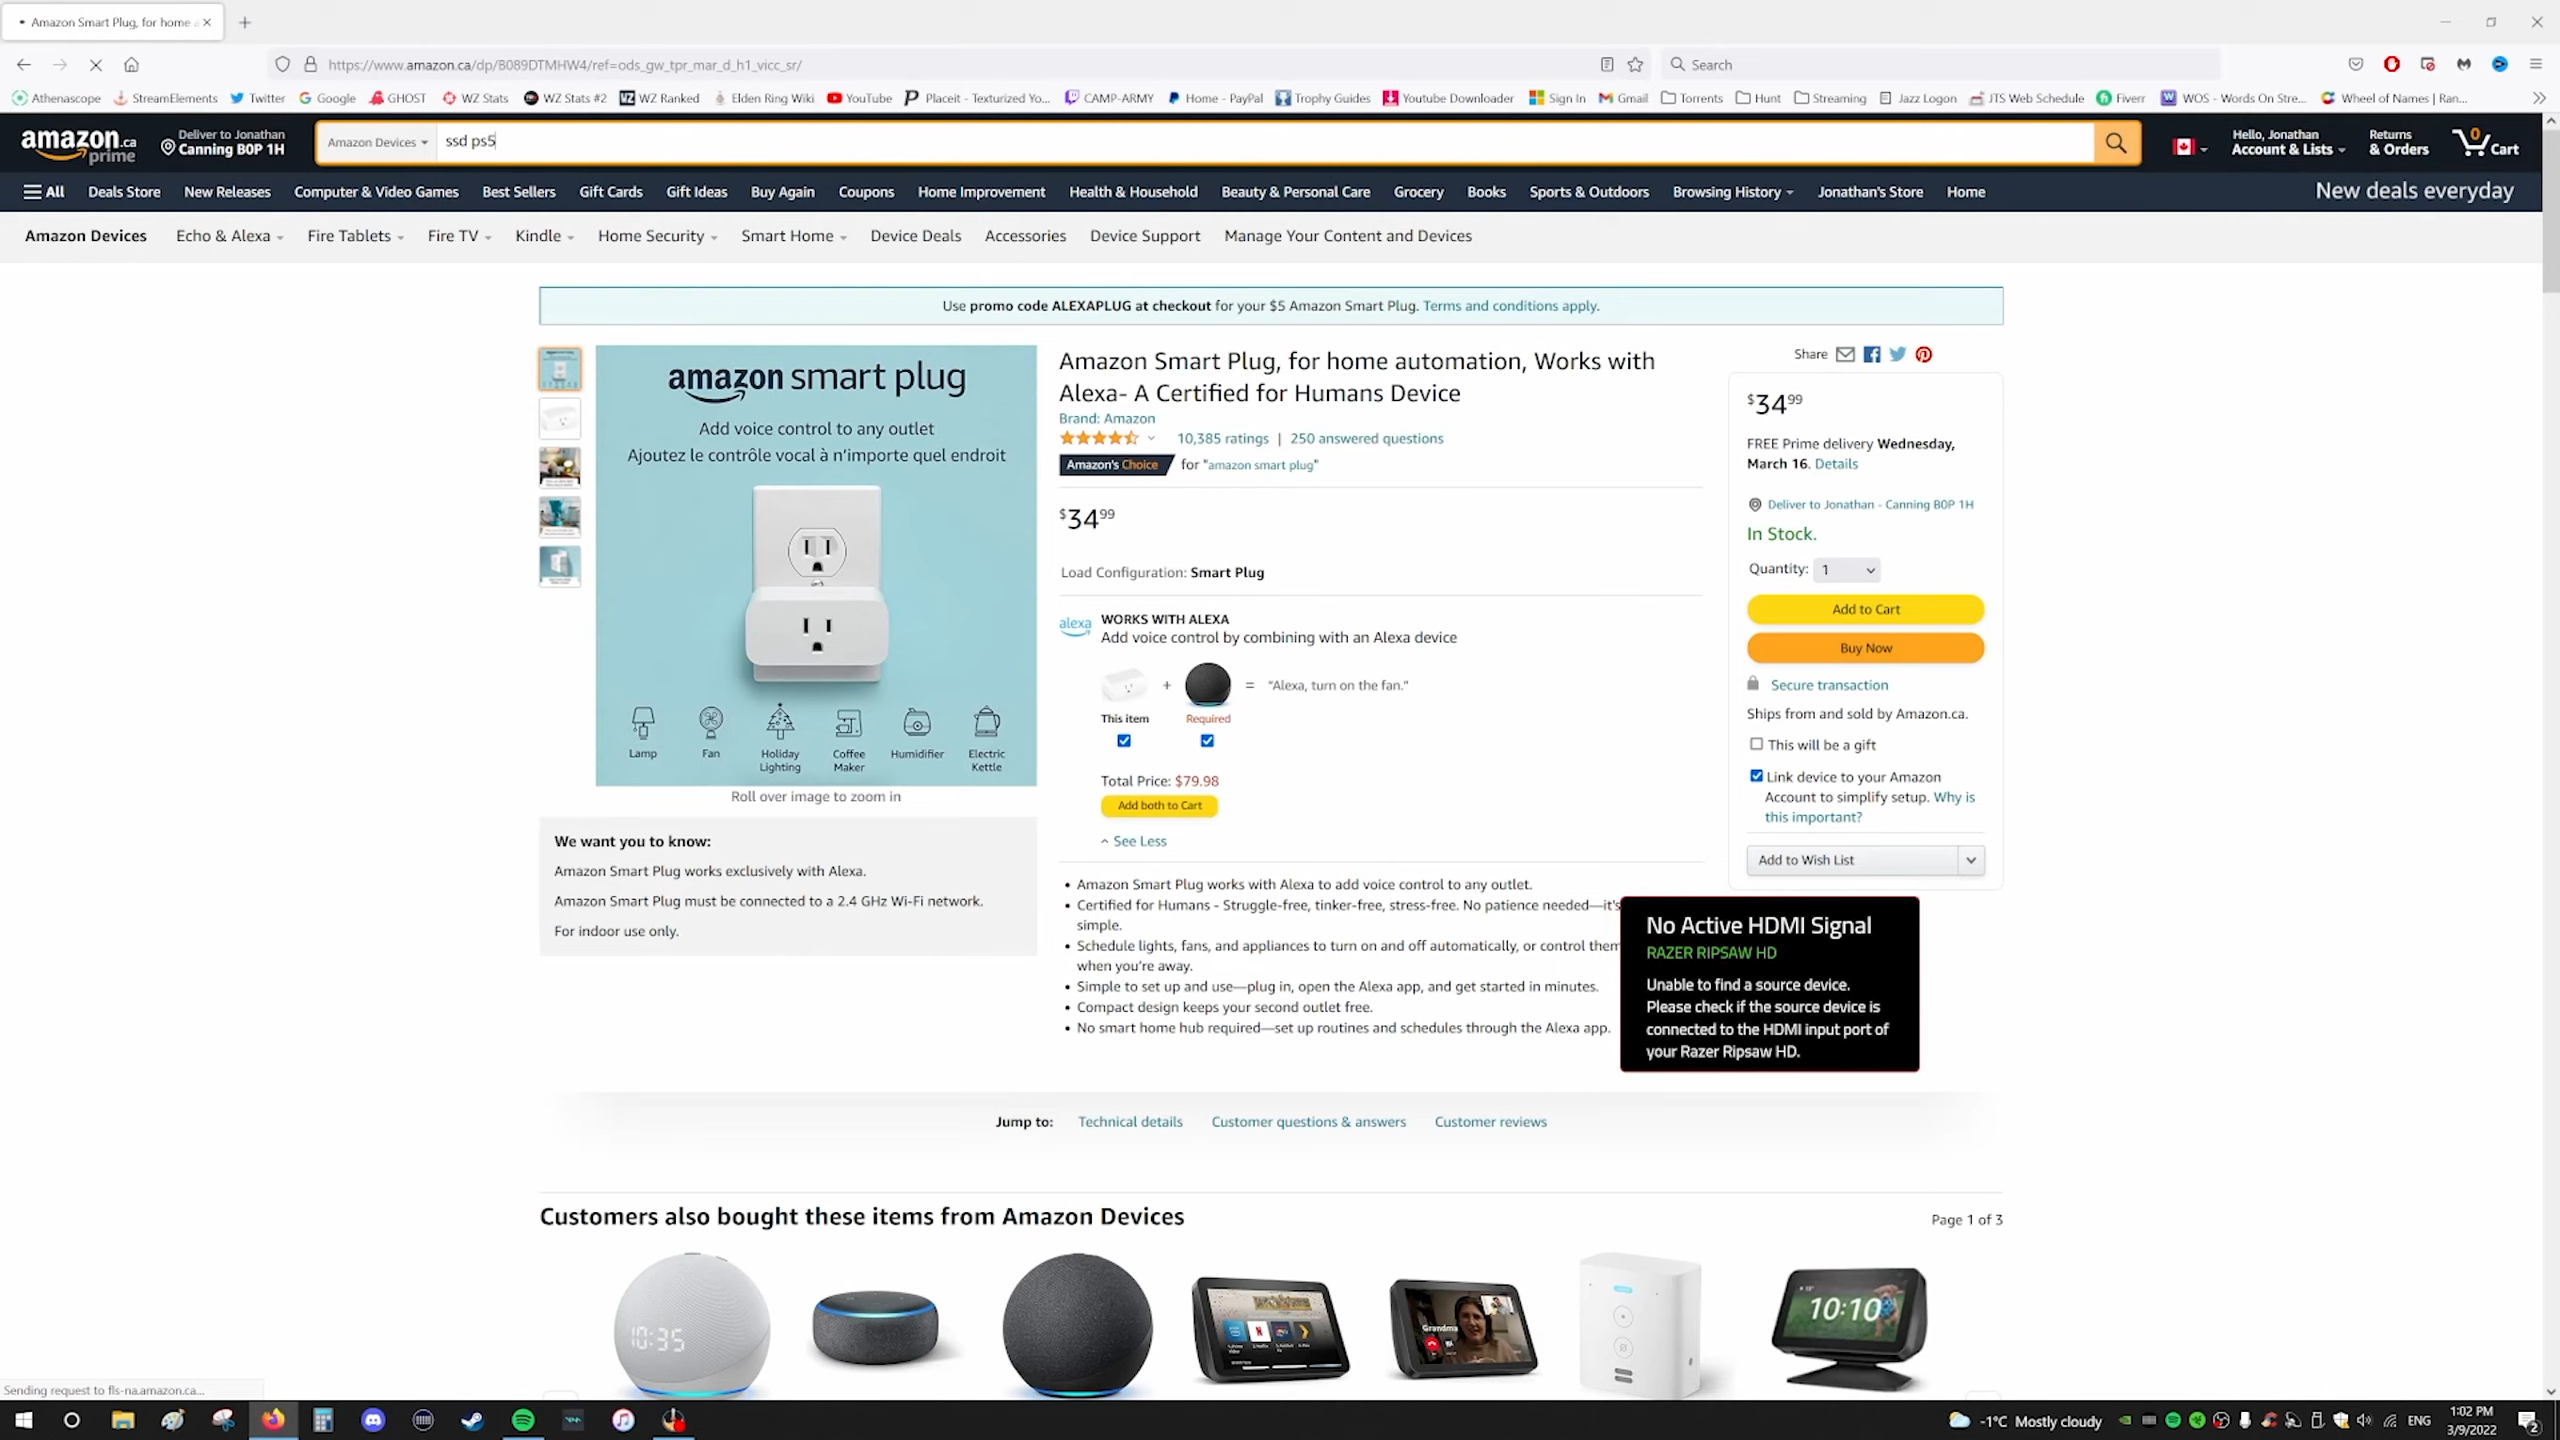 Amazon Smart Plug, for home a
https://www.amazon.ca/dp/B089DTMHW4/ref=ods_gw_tpr_mar_d_h1_vicc_sr/
Search
Athenascope StreamElements Twitter Google GHOST WZ Stats WZ Stats #2 WZ Ranked Elden Ring Wiki YouTube Placeit - Texturized Yo... CAMP-ARMY Home - PayPal Trophy Guides Youtube Downloader Sign In Gmail Torrents Hunt Streaming Jazz Logon JTS Web Schedule Fiverr WOS - Words On Stre... Wheel of Names | Ran...
amazon.ca
prime
Deliver to Jonathan
Canning B0P 1H
Amazon Devices
ssd ps5
Hello, Jonathan
Account & Lists
Returns
& Orders
0
Cart
All Deals Store New Releases Computer & Video Games Best Sellers Gift Cards Gift Ideas Buy Again Coupons Home Improvement Health & Household Beauty & Personal Care Grocery Books Sports & Outdoors Browsing History Jonathan's Store Home New deals everyday
Amazon Devices Echo & Alexa Fire Tablets Fire TV Kindle Home Security Smart Home Device Deals Accessories Device Support Manage Your Content and Devices
Use promo code ALEXAPLUG at checkout for your $5 Amazon Smart Plug. Terms and conditions apply.
amazon smart plug
Add voice control to any outlet
Ajoutez le contrôle vocal à n'importe quel endroit
Lamp
Fan
Holiday
Lighting
Coffee
Maker
Humidifier
Electric
Kettle
Roll over image to zoom in
We want you to know:
Amazon Smart Plug works exclusively with Alexa.
Amazon Smart Plug must be connected to a 2.4 GHz Wi-Fi network.
For indoor use only.
Amazon Smart Plug, for home automation, Works with
Alexa- A Certified for Humans Device
Brand: Amazon
10,385 ratings | 250 answered questions
Amazon's Choice for "amazon smart plug"
$34.99
Load Configuration: Smart Plug
alexa
WORKS WITH ALEXA
Add voice control by combining with an Alexa device
+ = "Alexa, turn on the fan."
This item
Required
Total Price: $79.98
Add both to Cart
See Less
• Amazon Smart Plug works with Alexa to add voice control to any outlet.
• Certified for Humans - Struggle-free, tinker-free, stress-free. No patience needed—it's
simple.
• Schedule lights, fans, and appliances to turn on and off automatically, or control them
when you're away.
• Simple to set up and use—plug in, open the Alexa app, and get started in minutes.
• Compact design keeps your second outlet free.
• No smart home hub required—set up routines and schedules through the Alexa app.
Share
$34.99
FREE Prime delivery Wednesday,
March 16. Details
Deliver to Jonathan - Canning B0P 1H
In Stock.
Quantity: 1
Add to Cart
Buy Now
Secure transaction
Ships from and sold by Amazon.ca.
This will be a gift
Link device to your Amazon
Account to simplify setup. Why is
this important?
Add to Wish List
No Active HDMI Signal
RAZER RIPSAW HD
Unable to find a source device.
Please check if the source device is
connected to the HDMI input port of
your Razer Ripsaw HD.
Jump to: Technical details Customer questions & answers Customer reviews
Customers also bought these items from Amazon Devices
Page 1 of 3
10:35
Grandma
10:10
Sending request to fls-na.amazon.ca...
-1°C Mostly cloudy
ENG
1:02 PM
3/9/2022
2